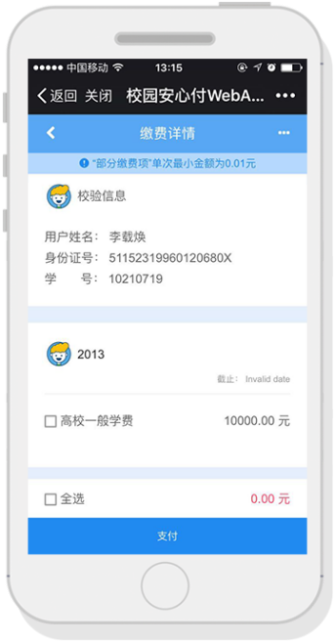 中国移动 13:15
返回 关闭 校园安心付WebA... •••
缴费详情 •••
“部分缴费项”单次最小金额为0.01元
校验信息
用户姓名： 李载焕
身份证号： 51152319960120680X
学 号： 10210719
2013
截止： Invalid date
高校一般学费 10000.00 元
全选 0.00 元
支付